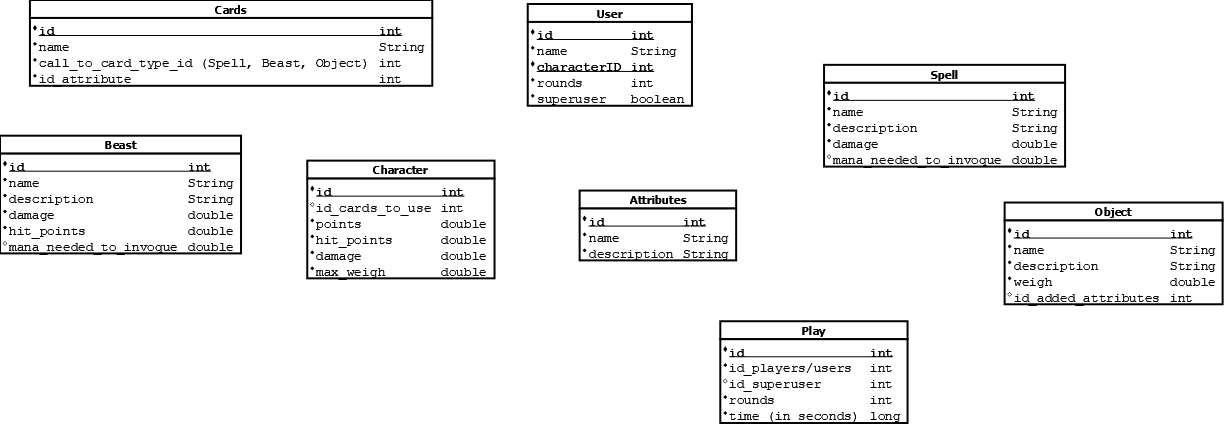 Cards
id int
name String
call_to_card_type_id (Spell, Beast, Object) int
id_attribute int
User
id int
name String
characterID int
rounds int
superuser boolean
Spell
id int
name String
description String
damage double
mana_needed_to_invoque double
Beast
id int
name String
description String
damage double
hit_points double
mana_needed_to_invoque double
Character
id int
id_cards_to_use int
points double
hit_points double
damage double
max_weigh double
Attributes
id int
name String
description String
Object
id int
name String
description String
weigh double
id_added_attributes int
Play
id int
id_players/users int
id_superuser int
rounds int
time (in seconds) long